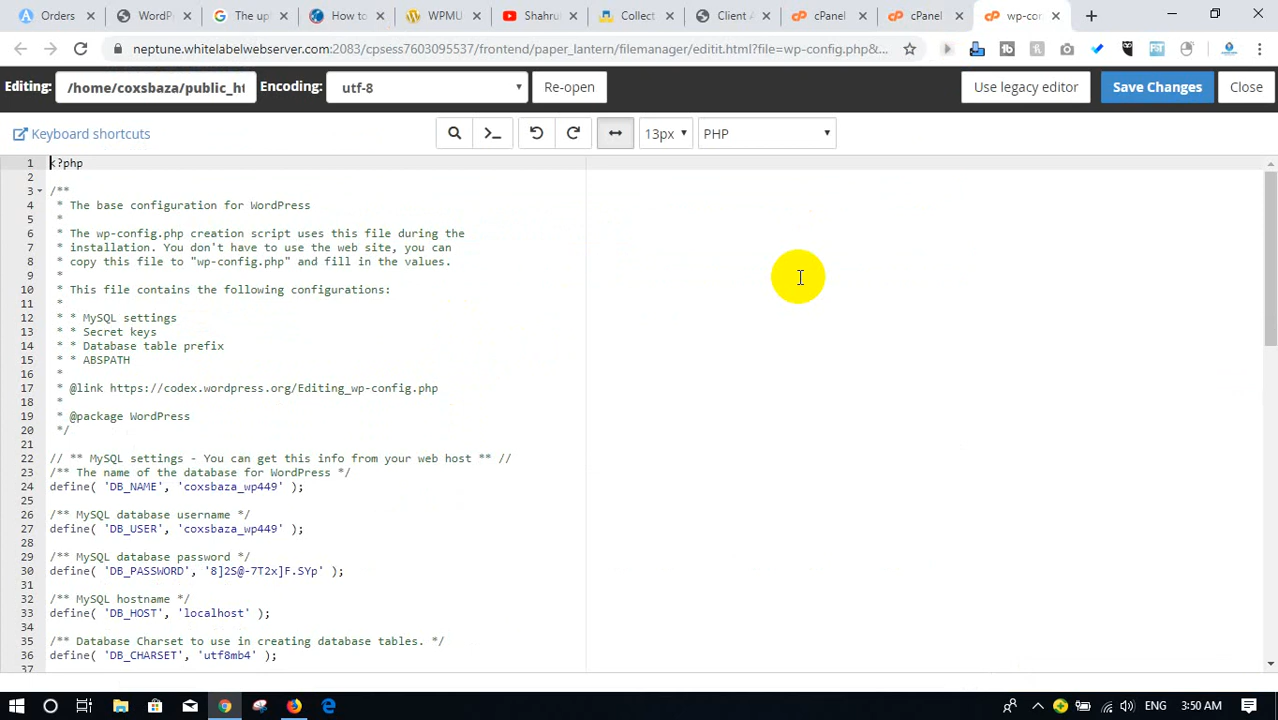 Orders
WordPr
The up
How to
WPMU
Shahru
Collect
Client A
cPanel
cPanel
wp-cor
neptune.whitelabelwebserver.com:2083/cpsess7603095537/frontend/paper_lantern/filemanager/editit.html?file=wp-config.php&...
Editing:
/home/coxsbaza/public_ht
Encoding:
utf-8
Re-open
Use legacy editor
Save Changes
Close
Keyboard shortcuts
13px
PHP
1 <?php
2
3 /**
4 * The base configuration for WordPress
5 *
6 * The wp-config.php creation script uses this file during the
7 * installation. You don't have to use the web site, you can
8 * copy this file to "wp-config.php" and fill in the values.
9 *
10 * This file contains the following configurations:
11 *
12 * * MySQL settings
13 * * Secret keys
14 * * Database table prefix
15 * * ABSPATH
16 *
17 * @link https://codex.wordpress.org/Editing_wp-config.php
18 *
19 * @package WordPress
20 */
21
22 // ** MySQL settings - You can get this info from your web host ** //
23 /** The name of the database for WordPress */
24 define( 'DB_NAME', 'coxsbaza_wp449' );
25
26 /** MySQL database username */
27 define( 'DB_USER', 'coxsbaza_wp449' );
28
29 /** MySQL database password */
30 define( 'DB_PASSWORD', '8]2S@-7T2x]F.SYp' );
31
32 /** MySQL hostname */
33 define( 'DB_HOST', 'localhost' );
34
35 /** Database Charset to use in creating database tables. */
36 define( 'DB_CHARSET', 'utf8mb4' );
37
ENG
3:50 AM